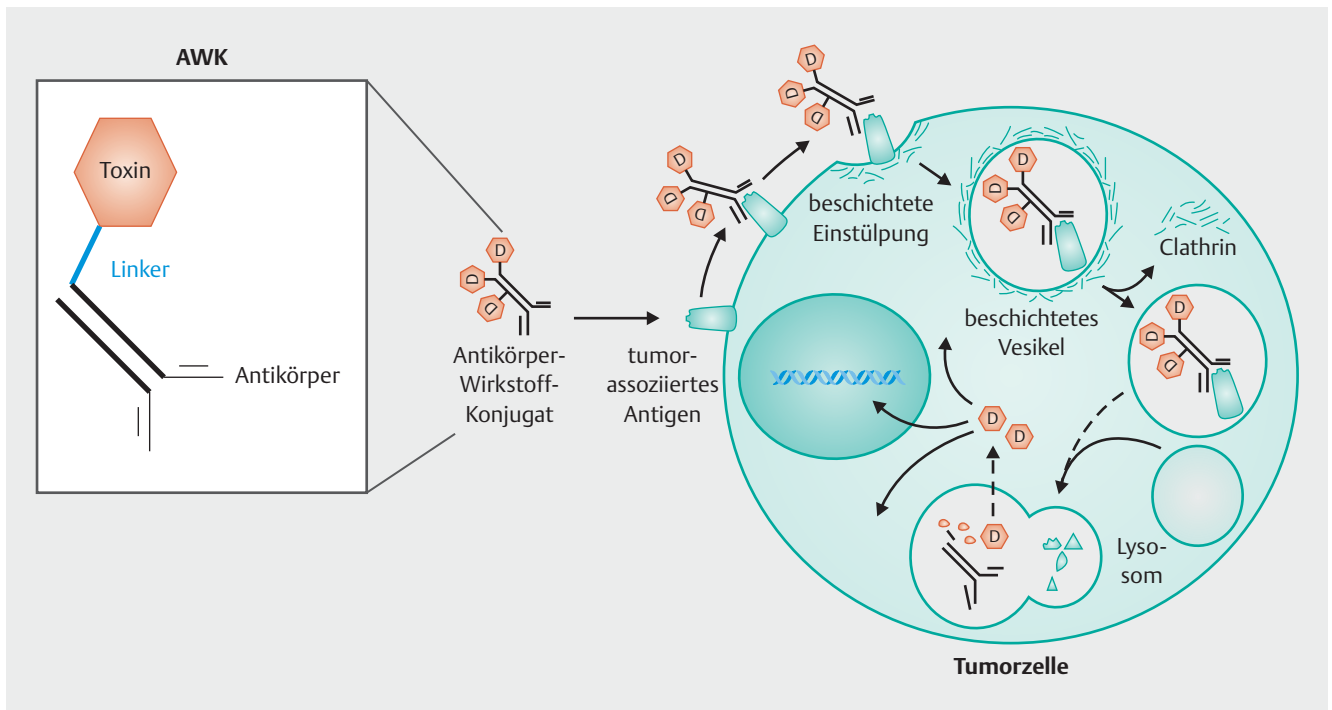 AWK
Toxin
Linker
Antikörper
D
D
D
Antikörper-
Wirkstoff-
Konjugat
tumor-
assoziiertes
Antigen
D
D
D
D
D
D
beschichtete
Einstülpung
D
D
D
beschichtetes
Vesikel
Clathrin
D
D
D
D
D
D
Lyso-
som
Tumorzelle